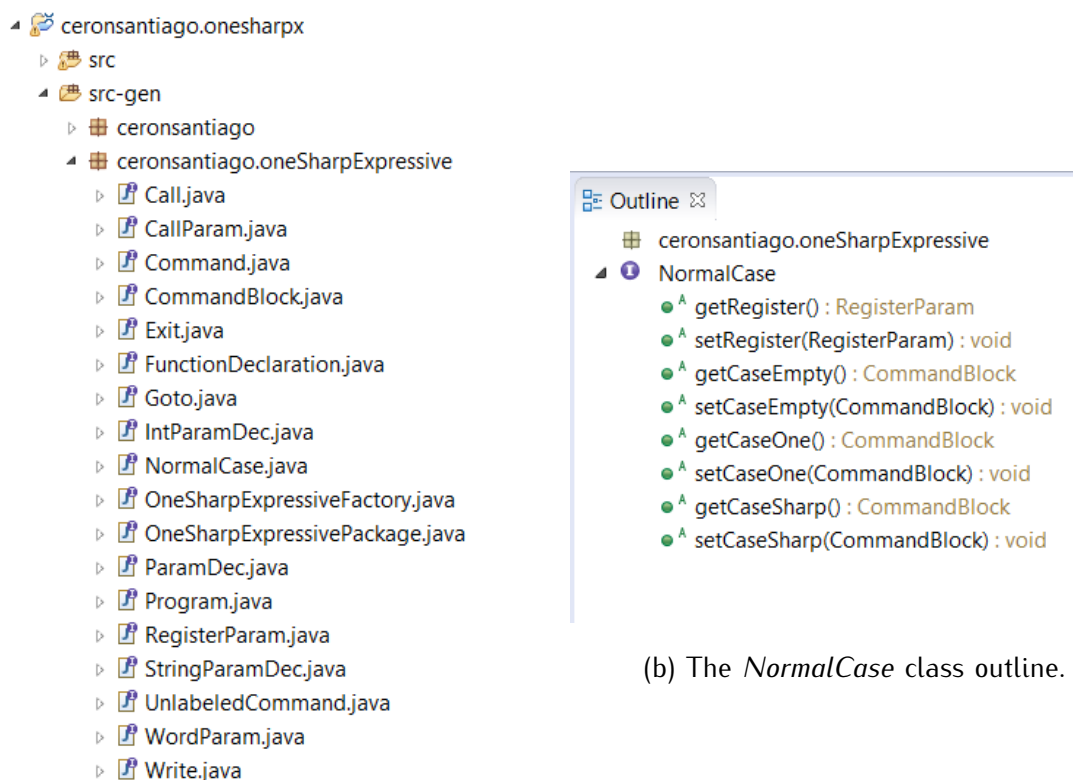 ceronsantiago.onesharpx
src
src-gen
ceronsantiago
ceronsantiago.oneSharpExpressive
Call.java
CallParam.java
Command.java
CommandBlock.java
Exit.java
FunctionDeclaration.java
Goto.java
IntParamDec.java
NormalCase.java
OneSharpExpressiveFactory.java
OneSharpExpressivePackage.java
ParamDec.java
Program.java
RegisterParam.java
StringParamDec.java
UnlabeledCommand.java
WordParam.java
Write.java
Outline
ceronsantiago.oneSharpExpressive
NormalCase
getRegister() : RegisterParam
setRegister(RegisterParam) : void
getCaseEmpty() : CommandBlock
setCaseEmpty(CommandBlock) : void
getCaseOne() : CommandBlock
setCaseOne(CommandBlock) : void
getCaseSharp() : CommandBlock
setCaseSharp(CommandBlock) : void
(b) The NormalCase class outline.